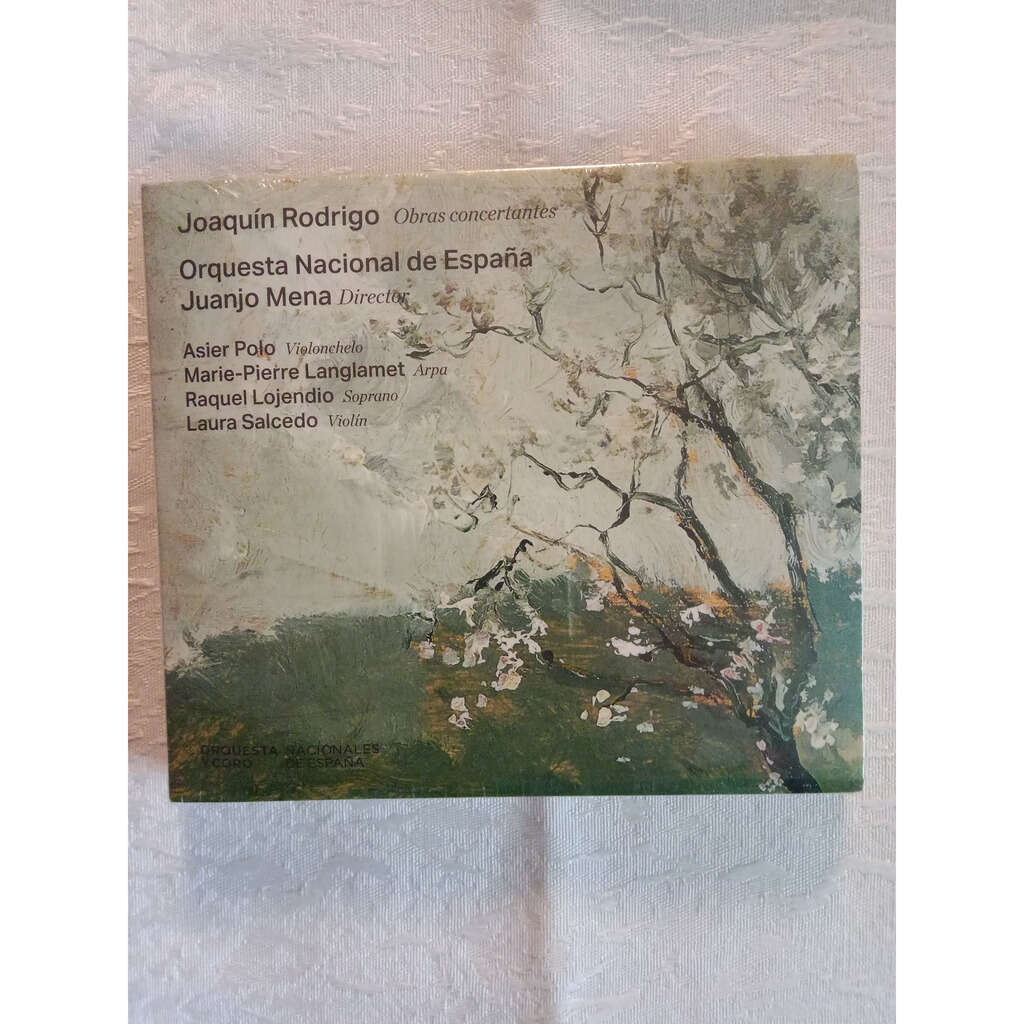 Joaquín Rodrigo Obras concertantes
Orquesta Nacional de España
Juanjo Mena Director
Asier Polo Violonchelo
Marie-Pierre Langlamet Arpa
Raquel Lojendio Soprano
Laura Salcedo Violín
ORQUESTA NACIONALES
Y CORO DE ESPAÑA